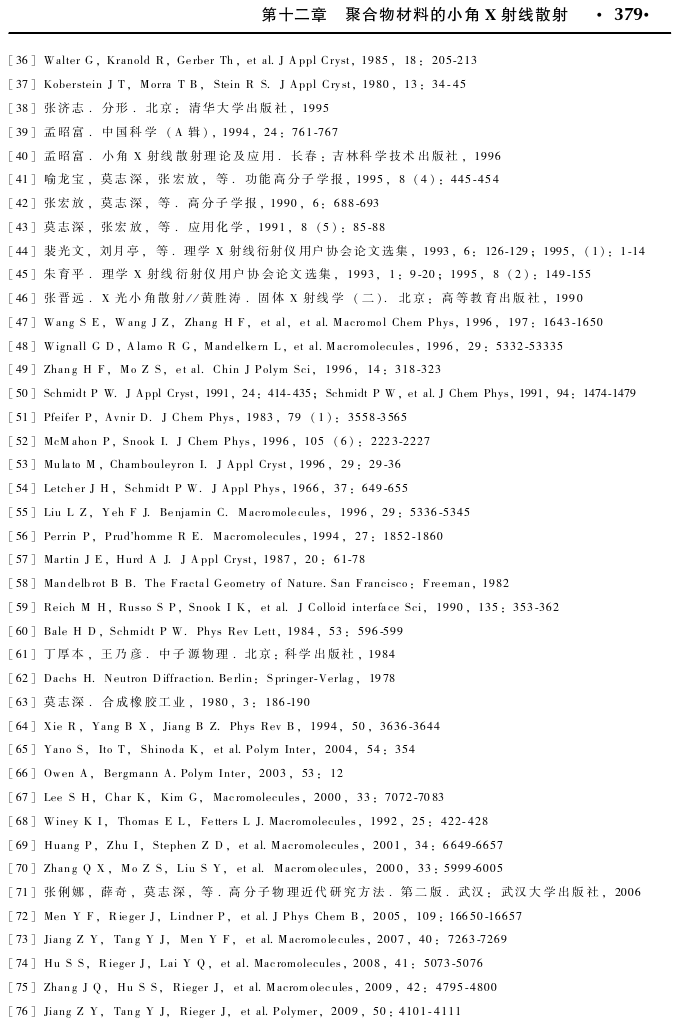 第十二章 聚合物材料的小角 X 射线散射 · 379·
[36] Walter G, Kranold R, Gerber Th, et al. J Appl Cryst, 1985, 18: 205-213
[37] Koberstein J T, Morra T B, Stein R S. J Appl Cryst, 1980, 13: 34-45
[38] 张济志. 分形. 北京: 清华大学出版社, 1995
[39] 孟昭富. 中国科学 (A 辑), 1994, 24: 761-767
[40] 孟昭富. 小角 X 射线散射理论及应用. 长春: 吉林科学技术出版社, 1996
[41] 喻龙宝, 莫志深, 张宏放, 等. 功能高分子学报, 1995, 8 (4): 445-454
[42] 张宏放, 莫志深, 等. 高分子学报, 1990, 6: 688-693
[43] 莫志深, 张宏放, 等. 应用化学, 1991, 8 (5): 85-88
[44] 裴光文, 刘月亭, 等. 理学 X 射线衍射仪用户协会论文选集, 1993, 6: 126-129; 1995, (1): 1-14
[45] 朱育平. 理学 X 射线衍射仪用户协会论文选集, 1993, 1: 9-20; 1995, 8 (2): 149-155
[46] 张晋远. X 光小角散射//黄胜涛. 固体 X 射线学 (二). 北京: 高等教育出版社, 1990
[47] Wang S E, Wang J Z, Zhang H F, et al, et al. Macromol Chem Phys, 1996, 197: 1643-1650
[48] Wignall G D, Alamo R G, Mandelkern L, et al. Macromolecules, 1996, 29: 5332-53335
[49] Zhang H F, Mo Z S, et al. Chin J Polym Sci, 1996, 14: 318-323
[50] Schmidt P W. J Appl Cryst, 1991, 24: 414-435; Schmidt P W, et al. J Chem Phys, 1991, 94: 1474-1479
[51] Pfeifer P, Avnir D. J Chem Phys, 1983, 79 (1): 3558-3565
[52] McMahon P, Snook I. J Chem Phys, 1996, 105 (6): 2223-2227
[53] Mulato M, Chambouleyron I. J Appl Cryst, 1996, 29: 29-36
[54] Letcher J H, Schmidt P W. J Appl Phys, 1966, 37: 649-655
[55] Liu L Z, Yeh F J. Benjamin C. Macromolecules, 1996, 29: 5336-5345
[56] Perrin P, Prud'homme R E. Macromolecules, 1994, 27: 1852-1860
[57] Martin J E, Hurd A J. J Appl Cryst, 1987, 20: 61-78
[58] Mandelbrot B B. The Fractal Geometry of Nature. San Francisco: Freeman, 1982
[59] Reich M H, Russo S P, Snook I K, et al. J Colloid interface Sci, 1990, 135: 353-362
[60] Bale H D, Schmidt P W. Phys Rev Lett, 1984, 53: 596-599
[61] 丁厚本, 王乃彦. 中子源物理. 北京: 科学出版社, 1984
[62] Dachs H. Neutron Diffraction. Berlin: Springer-Verlag, 1978
[63] 莫志深. 合成橡胶工业, 1980, 3: 186-190
[64] Xie R, Yang B X, Jiang B Z. Phys Rev B, 1994, 50, 3636-3644
[65] Yano S, Ito T, Shinoda K, et al. Polym Inter, 2004, 54: 354
[66] Owen A, Bergmann A. Polym Inter, 2003, 53: 12
[67] Lee S H, Char K, Kim G, Macromolecules, 2000, 33: 7072-7083
[68] Winey K I, Thomas E L, Fetters L J. Macromolecules, 1992, 25: 422-428
[69] Huang P, Zhu I, Stephen Z D, et al. Macromolecules, 2001, 34: 6649-6657
[70] Zhang Q X, Mo Z S, Liu S Y, et al. Macromolecules, 2000, 33: 5999-6005
[71] 张俐娜, 薛奇, 莫志深, 等. 高分子物理近代研究方法. 第二版. 武汉: 武汉大学出版社, 2006
[72] Men Y F, Rieger J, Lindner P, et al. J Phys Chem B, 2005, 109: 16650-16657
[73] Jiang Z Y, Tang Y J, Men Y F, et al. Macromolecules, 2007, 40: 7263-7269
[74] Hu S S, Rieger J, Lai Y Q, et al. Macromolecules, 2008, 41: 5073-5076
[75] Zhang J Q, Hu S S, Rieger J, et al. Macromolecules, 2009, 42: 4795-4800
[76] Jiang Z Y, Tang Y J, Rieger J, et al. Polymer, 2009, 50: 4101-4111